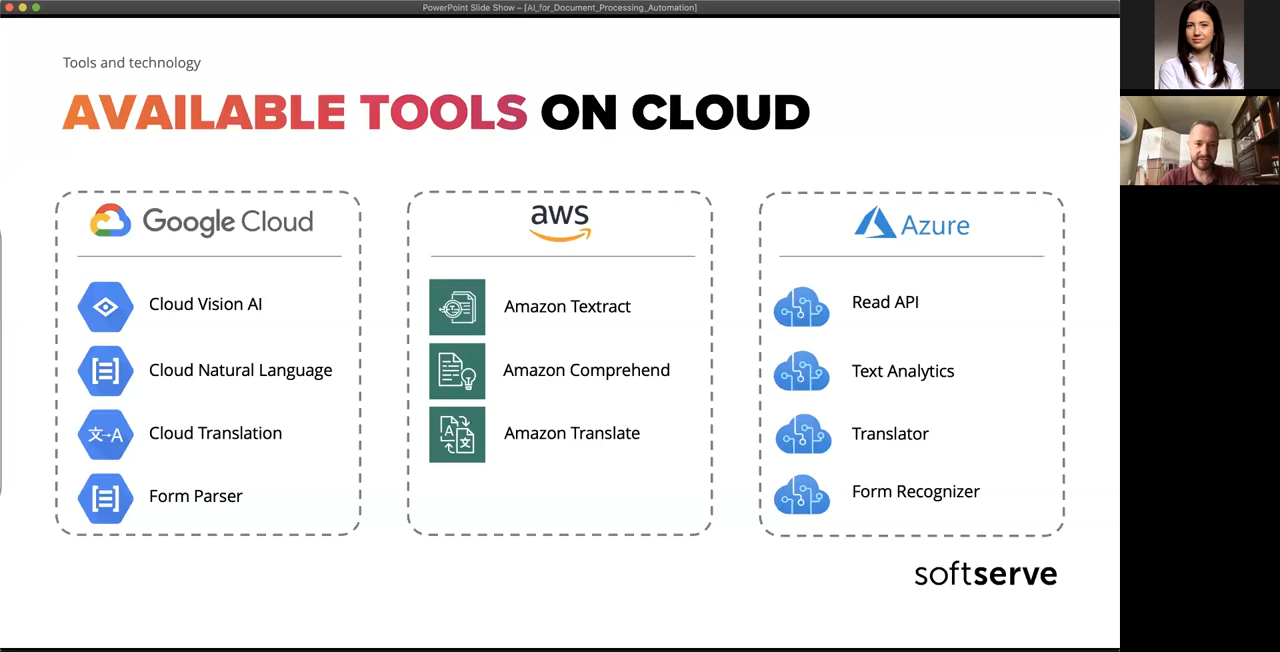 PowerPoint Slide Show – [AI_for_Document_Processing_Automation]
Tools and technology
AVAILABLE TOOLS ON CLOUD
Google Cloud
Cloud Vision AI
Cloud Natural Language
文→A Cloud Translation
Form Parser
aws
Amazon Textract
Amazon Comprehend
A 文 Amazon Translate
Azure
Read API
Text Analytics
Translator
Form Recognizer
softserve